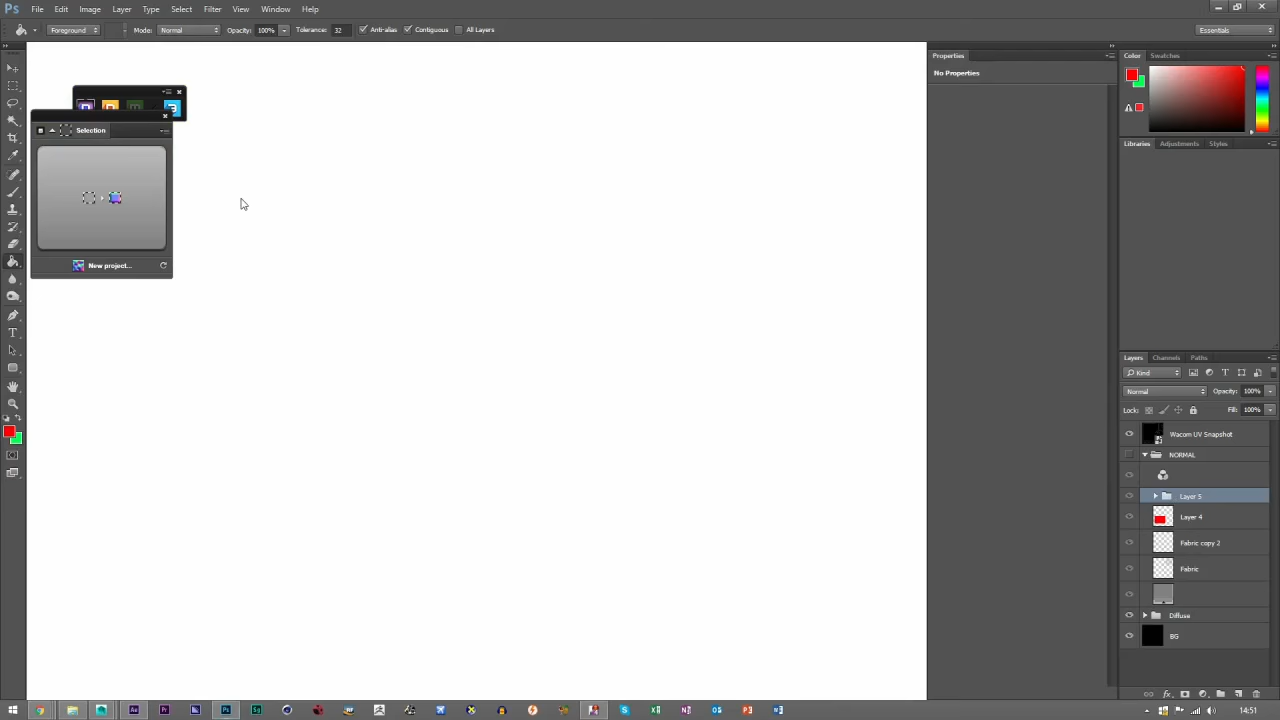 Ps File Edit Image Layer Type Select Filter View Window Help
Foreground Mode: Normal Opacity: 100% Tolerance: 32 Anti-alias Contiguous All Layers Essentials
Properties
No Properties
Color Swatches
Selection
New project...
Libraries Adjustments Styles
Layers Channels Paths
Kind
Normal Opacity: 100%
Lock: Fill: 100%
Wacom UV Snapshot
NORMAL
Layer 5
Layer 4
Fabric copy 2
Fabric
Diffuse
BG
14:51